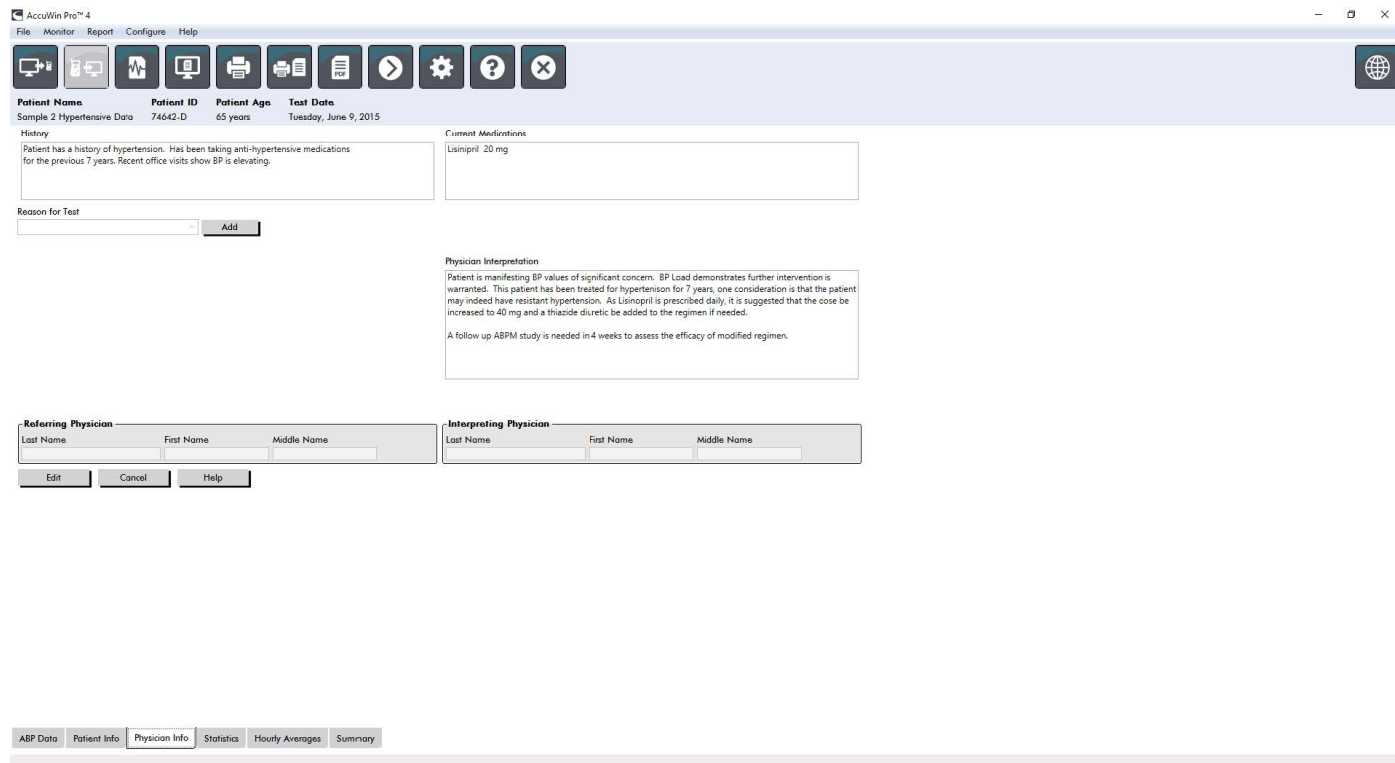 AccuWin Pro™ 4
File Monitor Report Configure Help
PDF
Patient Name Patient ID Patient Age Test Date
Sample 2 Hypertensive Data 74642-D 65 years Tuesday, June 9, 2015
History
Patient has a history of hypertension. Has been taking anti-hypertensive medications
for the previous 7 years. Recent office visits show BP is elevating.
Current Medications
Lisinipril 20 mg
Reason for Test
Add
Physician Interpretation
Patient is manifesting BP values of significant concern. BP Load demonstrates further intervention is
warranted. This patient has been treated for hypertenison for 7 years, one consideration is that the patient
may indeed have resistant hypertension. As Lisinopril is prescribed daily, it is suggested that the cose be
increased to 40 mg and a thiazide diuretic be added to the regimen if needed.
A follow up ABPM study is needed in 4 weeks to assess the efficacy of modified regimen.
Referring Physician
Last Name First Name Middle Name
Interpreting Physician
Last Name First Name Middle Name
Edit Cancel Help
ABP Data Patient Info Physician Info Statistics Hourly Averages Summary